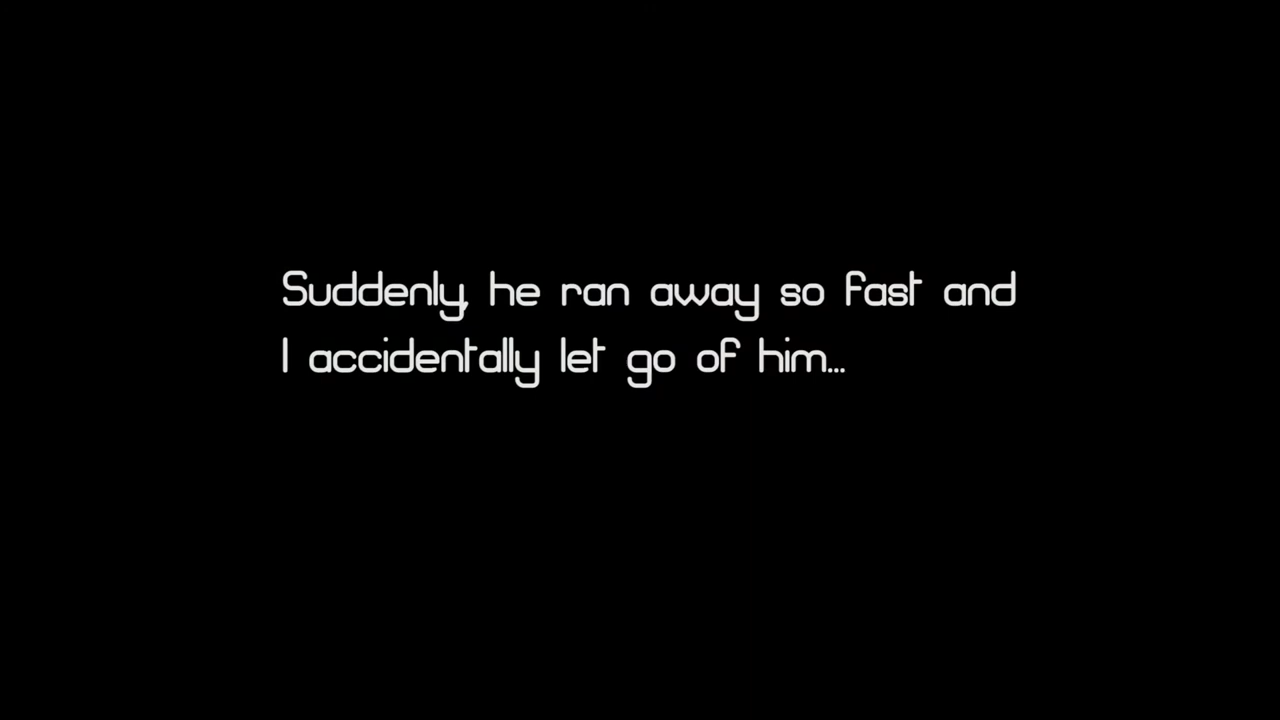 Suddenly, he ran away so fast and
I accidentally let go of him...